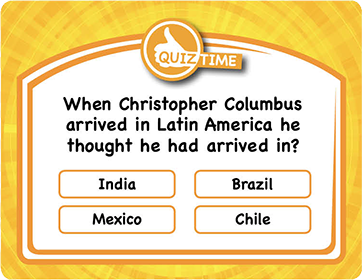 QUIZ TIME
When Christopher Columbus
arrived in Latin America he
thought he had arrived in?
India
Brazil
Mexico
Chile